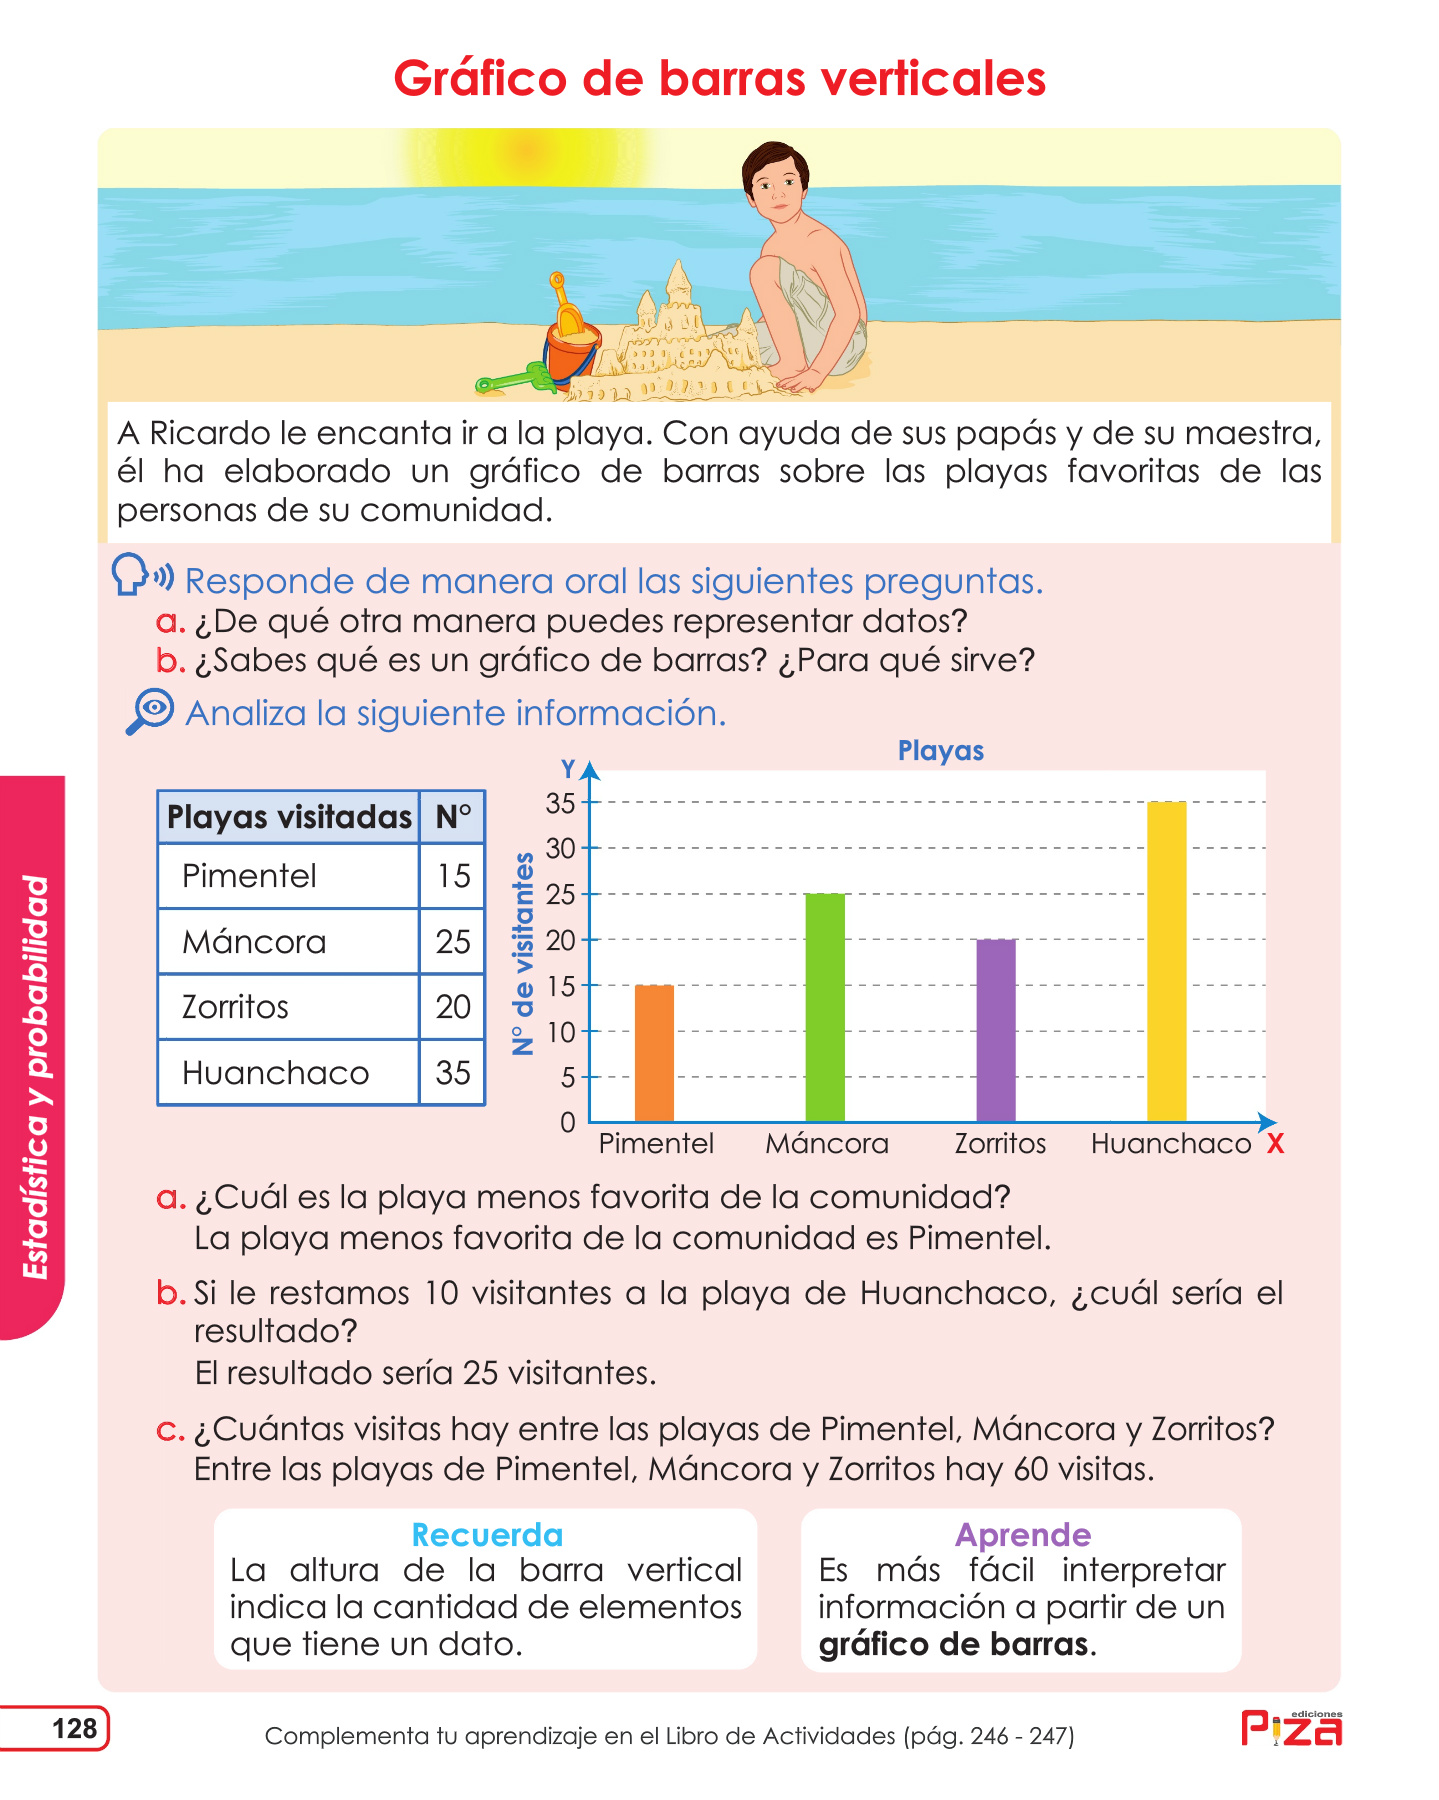 Gráfico de barras verticales
A Ricardo le encanta ir a la playa. Con ayuda de sus papás y de su maestra,
él ha elaborado un gráfico de barras sobre las playas favoritas de las
personas de su comunidad.
Responde de manera oral las siguientes preguntas.
a. ¿De qué otra manera puedes representar datos?
b. ¿Sabes qué es un gráfico de barras? ¿Para qué sirve?
Analiza la siguiente información.
Playas visitadas N°
Pimentel 15
Máncora 25
Zorritos 20
Huanchaco 35
Playas
Y
N° de visitantes
35
30
25
20
15
10
5
0
Pimentel Máncora Zorritos Huanchaco X
a. ¿Cuál es la playa menos favorita de la comunidad?
La playa menos favorita de la comunidad es Pimentel.
b. Si le restamos 10 visitantes a la playa de Huanchaco, ¿cuál sería el
resultado?
El resultado sería 25 visitantes.
c. ¿Cuántas visitas hay entre las playas de Pimentel, Máncora y Zorritos?
Entre las playas de Pimentel, Máncora y Zorritos hay 60 visitas.
Recuerda
La altura de la barra vertical
indica la cantidad de elementos
que tiene un dato.
Aprende
Es más fácil interpretar
información a partir de un
gráfico de barras.
Estadística y probabilidad
128
Complementa tu aprendizaje en el Libro de Actividades (pág. 246 - 247)
ediciones
Piza